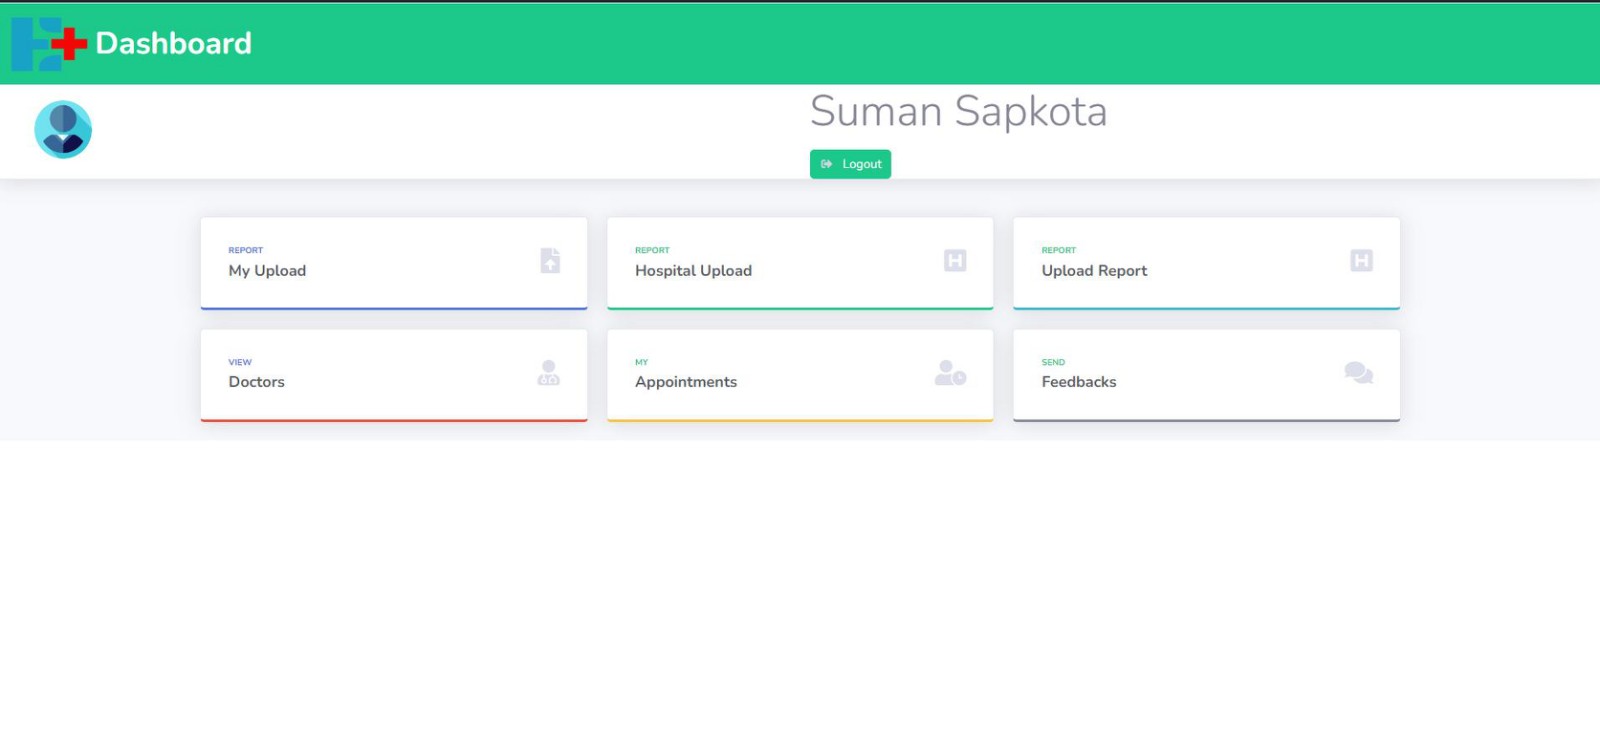 Dashboard
Suman Sapkota
Logout
REPORT
My Upload
REPORT
Hospital Upload
REPORT
Upload Report
VIEW
Doctors
MY
Appointments
SEND
Feedbacks